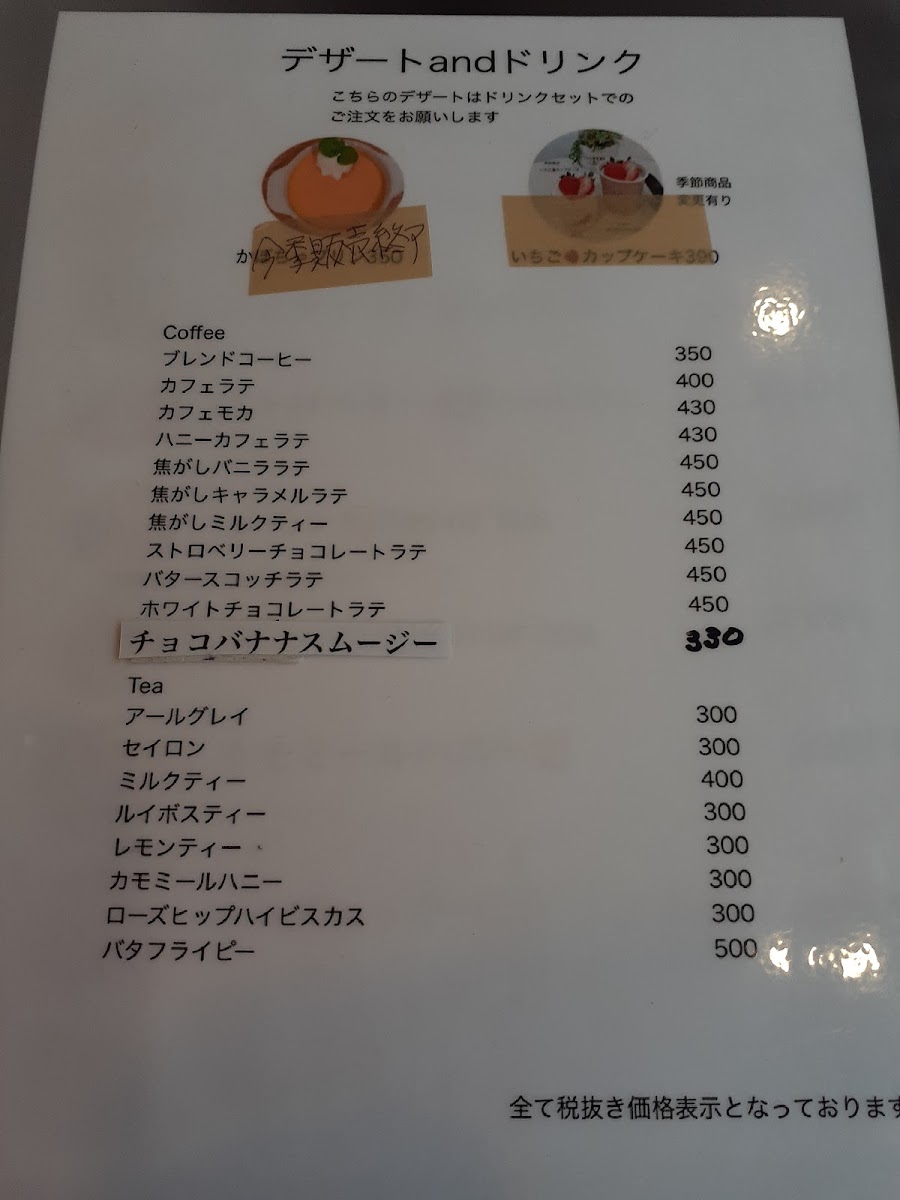 デザートandドリンク
こちらのデザートはドリンクセットでの
ご注文をお願いします
季節商品
変更有り
か
今季販売終了
350
いちご🍓カップケーキ390
Coffee
ブレンドコーヒー 350
カフェラテ 400
カフェモカ 430
ハニーカフェラテ 430
焦がしバニララテ 450
焦がしキャラメルラテ 450
焦がしミルクティー 450
ストロベリーチョコレートラテ 450
バタースコッチラテ 450
ホワイトチョコレートラテ 450
チョコバナナスムージー 330
Tea
アールグレイ 300
セイロン 300
ミルクティー 400
ルイボスティー 300
レモンティー 300
カモミールハニー 300
ローズヒップハイビスカス 300
バタフライピー 500
全て税抜き価格表示となっております